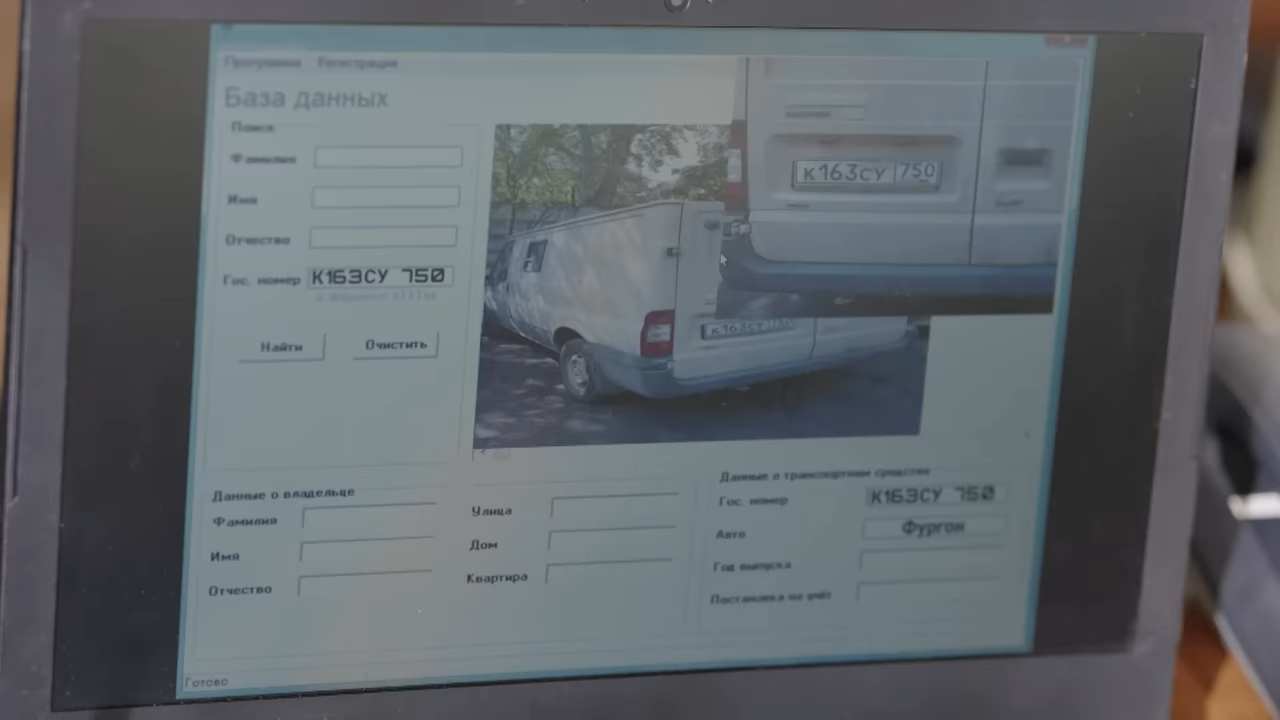 Программа Регистрация
База данных
Поиск
Фамилия
Имя
Отчество
Гос. номер К163СУ 750
Найти Очистить
К163СУ 750
К163СУ 750
Данные о владельце
Фамилия
Имя
Отчество
Улица
Дом
Квартира
Данные о транспортном средстве
Гос. номер К163СУ 750
Авто Фургон
Год выпуска
Постановка на учёт
Готово